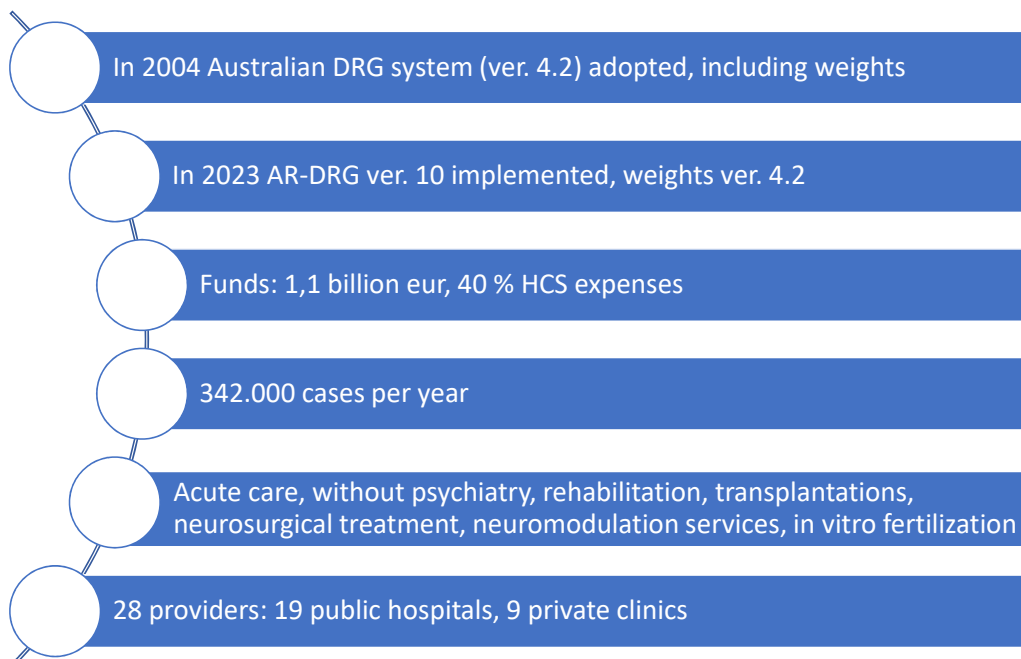 In 2004 Australian DRG system (ver. 4.2) adopted, including weights
In 2023 AR-DRG ver. 10 implemented, weights ver. 4.2
Funds: 1,1 billion eur, 40 % HCS expenses
342.000 cases per year
Acute care, without psychiatry, rehabilitation, transplantations,
neurosurgical treatment, neuromodulation services, in vitro fertilization
28 providers: 19 public hospitals, 9 private clinics